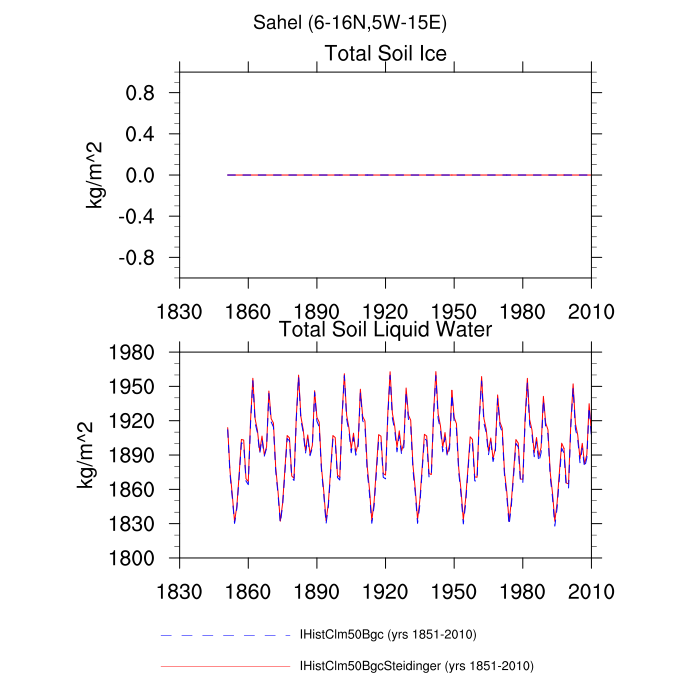 Sahel (6-16N,5W-15E)
Total Soil Ice
0.8
0.4
0.0
-0.4
-0.8
kg/m^2
1830 1860 1890 1920 1950 1980 2010
Total Soil Liquid Water
1980
1950
1920
1890
1860
1830
1800
kg/m^2
1830 1860 1890 1920 1950 1980 2010
IHistClm50Bgc (yrs 1851-2010)
IHistClm50BgcSteidinger (yrs 1851-2010)